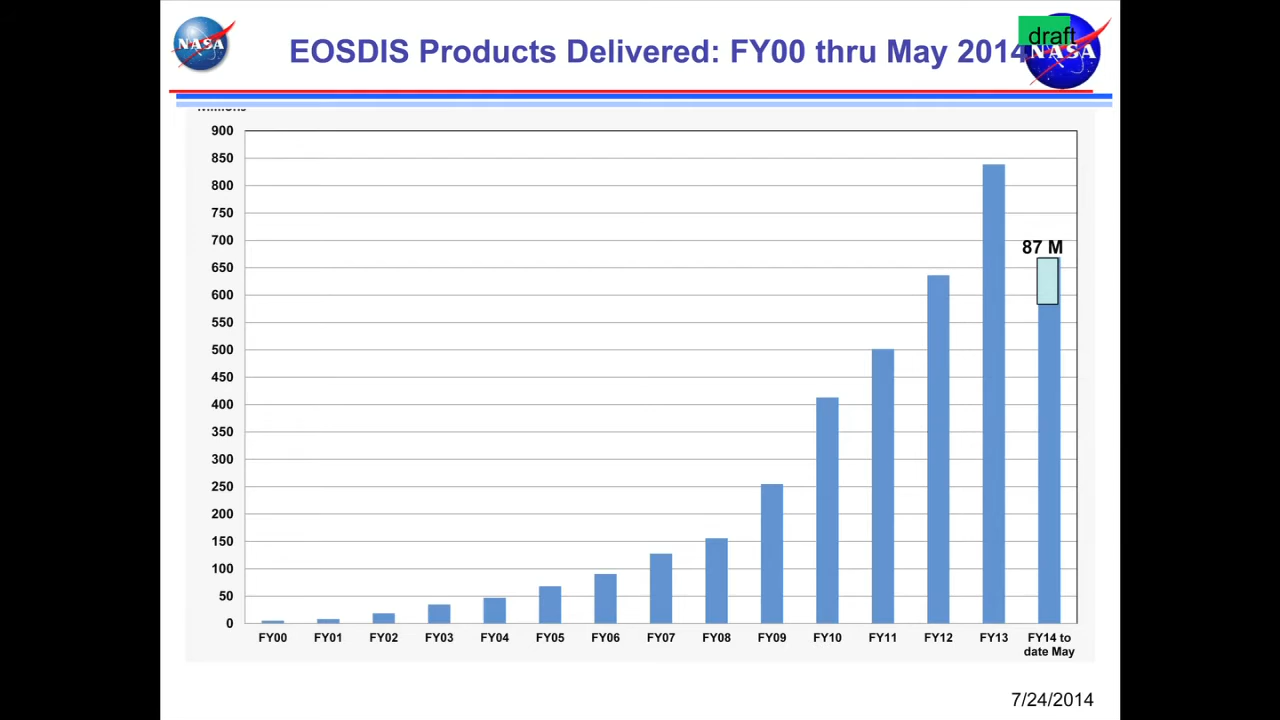 NASA
EOSDIS Products Delivered: FY00 thru May 2014
draft
NASA
Millions
900
850
800
750
700
650
600
550
500
450
400
350
300
250
200
150
100
50
0
87 M
FY00 FY01 FY02 FY03 FY04 FY05 FY06 FY07 FY08 FY09 FY10 FY11 FY12 FY13 FY14 to
date May
7/24/2014